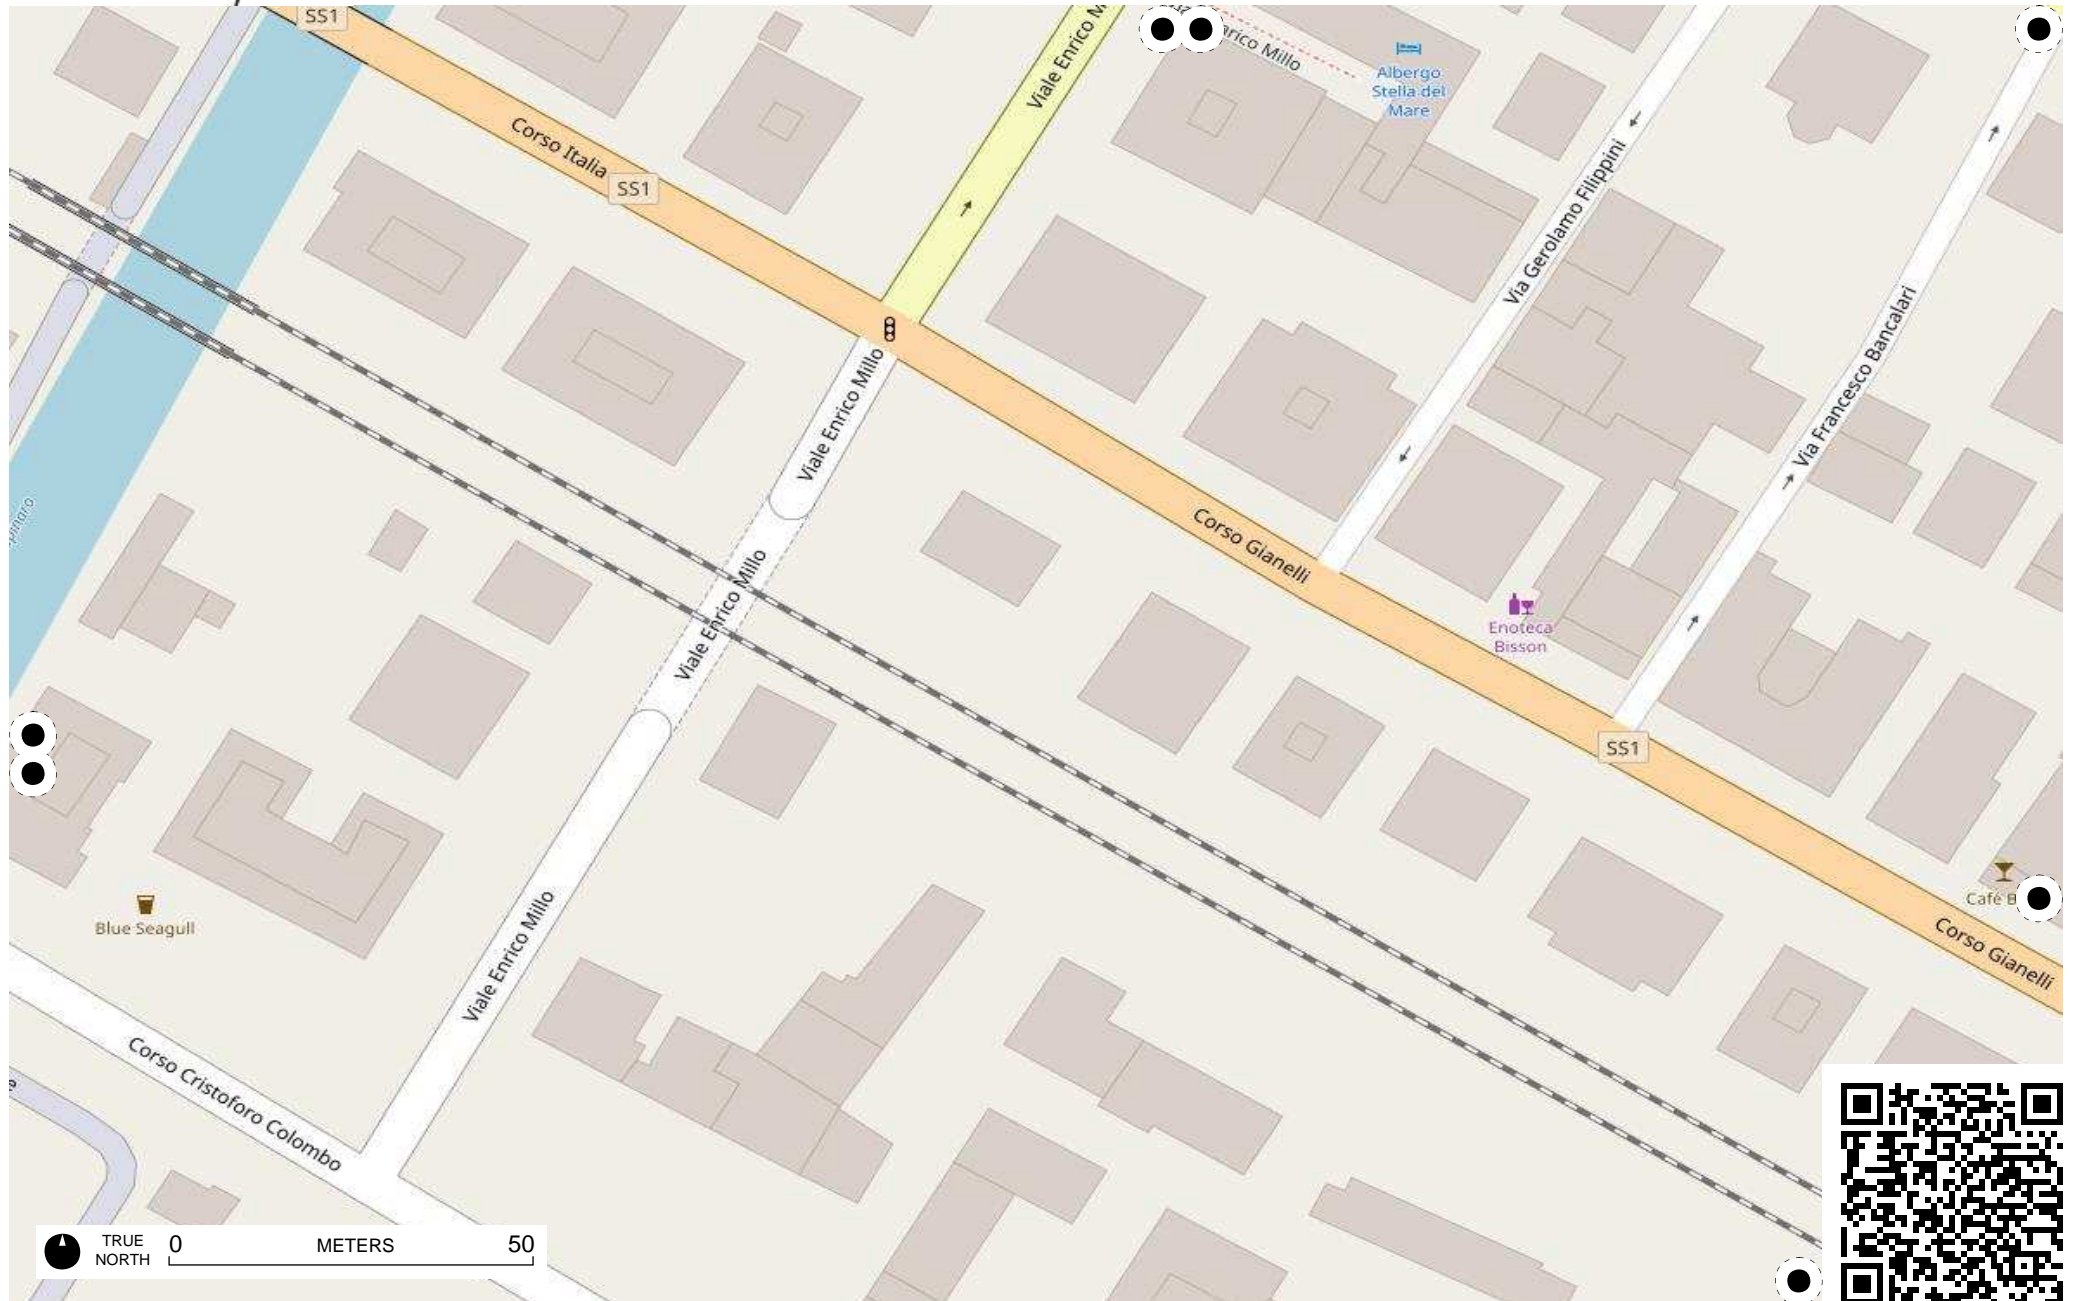 SS1
Viale Enrico M
Enrico Millo
Albergo
Stella del
Mare
Corso Italia
SS1
Via Gerolamo Filippini
Viale Enrico Millo
Via Francesco Bancalari
Corso Gianelli
Viale Enrico Millo
Enoteca
Bisson
SS1
Blue Seagull
Café B
Viale Enrico Millo
Corso Gianelli
Corso Cristoforo Colombo
TRUE
NORTH
0 METERS 50